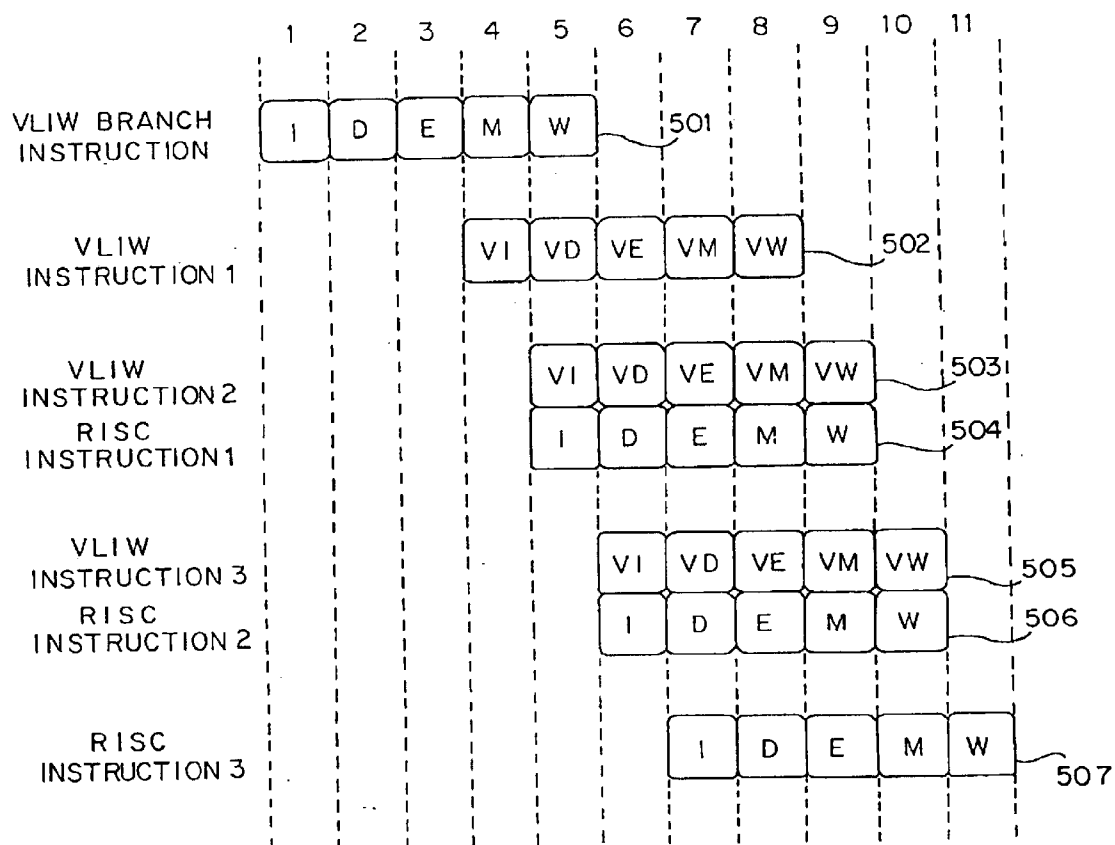 1 2 3 4 5 6 7 8 9 10 11
VLIW BRANCH
INSTRUCTION
I D E M W
501
VLIW
INSTRUCTION 1
VI VD VE VM VW
502
VLIW
INSTRUCTION 2
VI VD VE VM VW
503
RISC
INSTRUCTION 1
I D E M W
504
VLIW
INSTRUCTION 3
VI VD VE VM VW
505
RISC
INSTRUCTION 2
I D E M W
506
RISC
INSTRUCTION 3
I D E M W
507